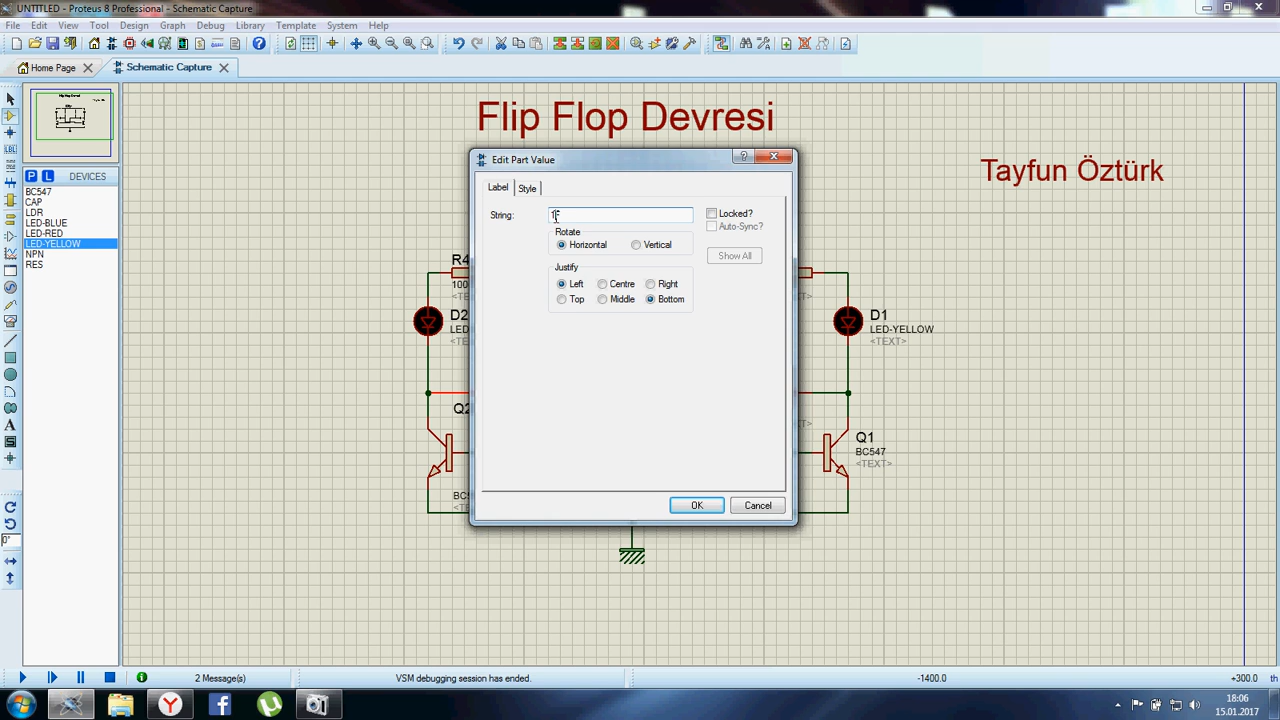 UNTITLED - Proteus 8 Professional - Schematic Capture
File Edit View Tool Graph Debug Library Template System Help
Home Page
Schematic Capture
Flip Flop Devresi
Tayfun Öztürk
P L DEVICES
BC547
CAP
LDR
LED-BLUE
LED-RED
LED-YELLOW
NPN
RES
Edit Part Value
Label Style
String:
Locked?
Auto-Sync?
Show All
Rotate
Horizontal Vertical
Justify
Left Centre Right
Top Middle Bottom
OK Cancel
R4
100
D2
LED
Q2
D1
LED-YELLOW
<TEXT>
Q1
BC547
<TEXT>
0°
2 Message(s)
VSM debugging session has ended.
-1400.0
+300.0
th
18:06
15.01.2017